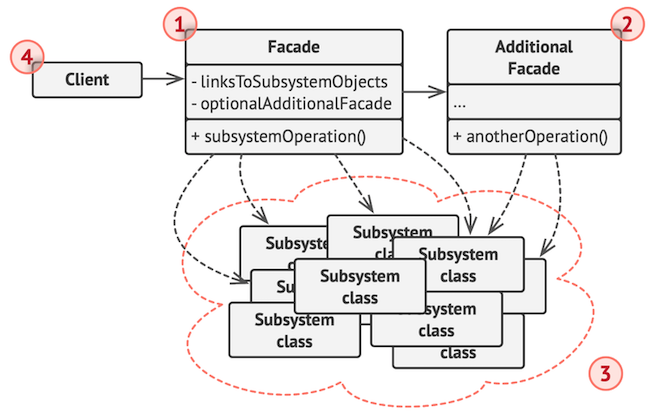 1
2
4
Facade
Additional
Facade
Client
- linksToSubsystemObjects
- optionalAdditionalFacade
...
+ subsystemOperation()
+ anotherOperation()
Subsystem
class
Subsystem
class
Subsystem
class
Subsystem
class
Subsystem
class
class
3